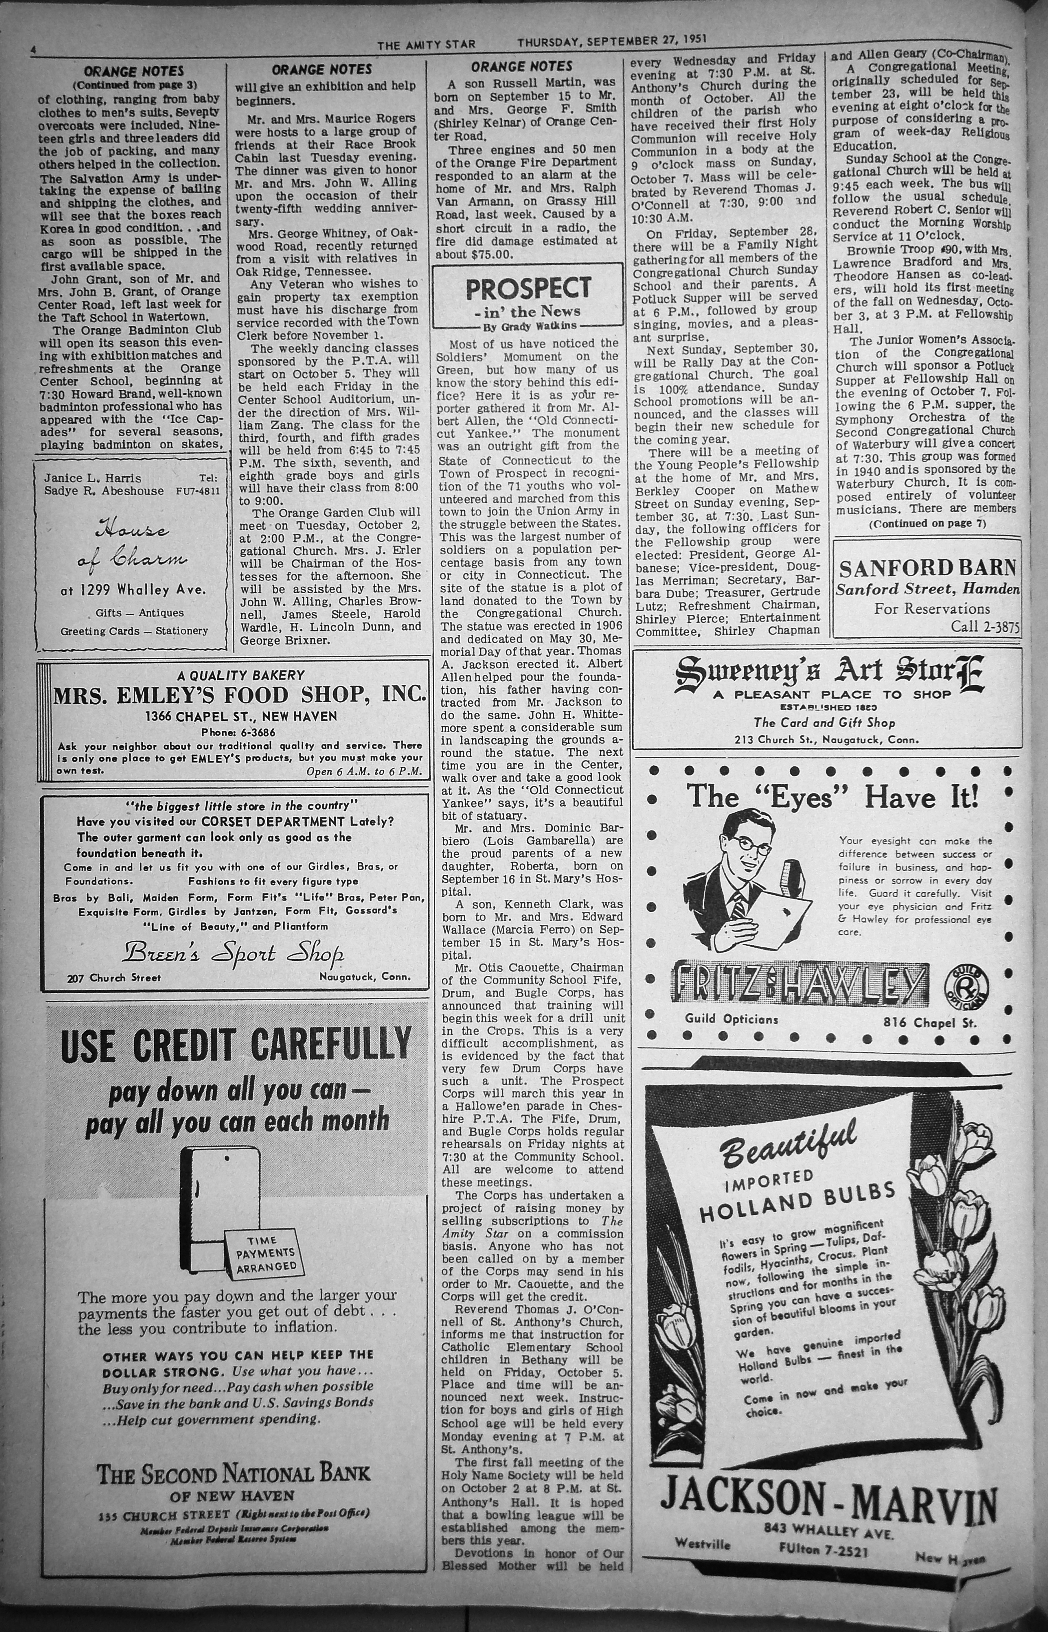 4
THE AMITY STAR THURSDAY, SEPTEMBER 27, 1951
ORANGE NOTES
(Continued from page 3)
of clothing, ranging from baby
clothes to men's suits. Seventy
overcoats were included. Nine-
teen girls and three leaders did
the job of packing, and many
others helped in the collection.
The Salvation Army is under-
taking the expense of bailing
and shipping the clothes, and
will see that the boxes reach
Korea in good condition. . .and
as soon as possible. The
cargo will be shipped in the
first available space.
John Grant, son of Mr. and
Mrs. John B. Grant, of Orange
Center Road, left last week for
the Taft School in Watertown.
The Orange Badminton Club
will open its season this even-
ing with exhibition matches and
refreshments at the Orange
Center School, beginning at
7:30 Howard Brand, well-known
badminton professional who has
appeared with the "Ice Cap-
ades" for several seasons,
playing badminton on skates,
Janice L. Harris Tel:
Sadye R. Abeshouse FU7-4811
House
of Charm
at 1299 Whalley Ave.
Gifts — Antiques
Greeting Cards — Stationery
ORANGE NOTES
will give an exhibition and help
beginners.
Mr. and Mrs. Maurice Rogers
were hosts to a large group of
friends at their Race Brook
Cabin last Tuesday evening.
The dinner was given to honor
Mr. and Mrs. John W. Alling
upon the occasion of their
twenty-fifth wedding anniver-
sary.
Mrs. George Whitney, of Oak-
wood Road, recently returned
from a visit with relatives in
Oak Ridge, Tennessee.
Any Veteran who wishes to
gain property tax exemption
must have his discharge from
service recorded with the Town
Clerk before November 1.
The weekly dancing classes
sponsored by the P.T.A. will
start on October 5. They will
be held each Friday in the
Center School Auditorium, un-
der the direction of Mrs. Wil-
liam Zang. The class for the
third, fourth, and fifth grades
will be held from 6:45 to 7:45
P.M. The sixth, seventh, and
eighth grade boys and girls
will have their class from 8:00
to 9:00.
The Orange Garden Club will
meet on Tuesday, October 2,
at 2:00 P.M., at the Congre-
gational Church. Mrs. J. Erler
will be Chairman of the Hos-
tesses for the afternoon. She
will be assisted by the Mrs.
John W. Alling, Charles Brow-
nell, James Steele, Harold
Wardle, H. Lincoln Dunn, and
George Brixner.
A QUALITY BAKERY
MRS. EMLEY'S FOOD SHOP, INC.
1366 CHAPEL ST., NEW HAVEN
Phone: 6-3686
Ask your neighbor about our traditional quality and service. There
is only one place to get EMLEY'S products, but you must make your
own test. Open 6 A.M. to 6 P.M.
"the biggest little store in the country"
Have you visited our CORSET DEPARTMENT Lately?
The outer garment can look only as good as the
foundation beneath it.
Come in and let us fit you with one of our Girdles, Bras, or
Foundations. Fashions to fit every figure type
Bras by Bali, Maiden Form, Form Fit's "Life" Bras, Peter Pan,
Exquisite Form, Girdles by Jantzen, Form Fit, Gossard's
"Line of Beauty," and Pliantform
Breen's Sport Shop
207 Church Street Naugatuck, Conn.
USE CREDIT CAREFULLY
pay down all you can —
pay all you can each month
TIME
PAYMENTS
ARRANGED
The more you pay down and the larger your
payments the faster you get out of debt . . .
the less you contribute to inflation.
OTHER WAYS YOU CAN HELP KEEP THE
DOLLAR STRONG. Use what you have...
Buy only for need...Pay cash when possible
...Save in the bank and U.S. Savings Bonds
...Help cut government spending.
THE SECOND NATIONAL BANK
OF NEW HAVEN
135 CHURCH STREET (Right next to the Post Office)
Member Federal Deposit Insurance Corporation
Member Federal Reserve System
ORANGE NOTES
A son Russell Martin, was
born on September 15 to Mr.
and Mrs. George F. Smith
(Shirley Kelnar) of Orange Cen-
ter Road.
Three engines and 50 men
of the Orange Fire Department
responded to an alarm at the
home of Mr. and Mrs. Ralph
Van Armann, on Grassy Hill
Road, last week. Caused by a
short circuit in a radio, the
fire did damage estimated at
about $75.00.
PROSPECT
- in' the News
By Grady Watkins
Most of us have noticed the
Soldiers' Momument on the
Green, but how many of us
know the story behind this edi-
fice? Here it is as your re-
porter gathered it from Mr. Al-
bert Allen, the "Old Connecti-
cut Yankee." The monument
was an outright gift from the
State of Connecticut to the
Town of Prospect in recogni-
tion of the 71 youths who vol-
unteered and marched from this
town to join the Union Army in
the struggle between the States.
This was the largest number of
soldiers on a population per-
centage basis from any town
or city in Connecticut. The
site of the statue is a plot of
land donated to the Town by
the Congregational Church.
The statue was erected in 1906
and dedicated on May 30, Me-
morial Day of that year. Thomas
A. Jackson erected it. Albert
Allen helped pour the founda-
tion, his father having con-
tracted from Mr. Jackson to
do the same. John H. Whitte-
more spent a considerable sum
in landscaping the grounds a-
round the statue. The next
time you are in the Center,
walk over and take a good look
at it. As the "Old Connecticut
Yankee" says, it's a beautiful
bit of statuary.
Mr. and Mrs. Dominic Bar-
biero (Lois Gambarella) are
the proud parents of a new
daughter, Roberta, born on
September 16 in St. Mary's Hos-
pital.
A son, Kenneth Clark, was
born to Mr. and Mrs. Edward
Wallace (Marcia Ferro) on Sep-
tember 15 in St. Mary's Hos-
pital.
Mr. Otis Caouette, Chairman
of the Community School Fife,
Drum, and Bugle Corps, has
announced that training will
begin this week for a drill unit
in the Crops. This is a very
difficult accomplishment, as
is evidenced by the fact that
very few Drum Corps have
such a unit. The Prospect
Corps will march this year in
a Hallowe'en parade in Ches-
hire P.T.A. The Fife, Drum,
and Bugle Corps holds regular
rehearsals on Friday nights at
7:30 at the Community School.
All are welcome to attend
these meetings.
The Corps has undertaken a
project of raising money by
selling subscriptions to The
Amity Star on a commission
basis. Anyone who has not
been called on by a member
of the Corps may send in his
order to Mr. Caouette, and the
Corps will get the credit.
Reverend Thomas J. O'Con-
nell of St. Anthony's Church,
informs me that instruction for
Catholic Elementary School
children in Bethany will be
held on Friday, October 5.
Place and time will be an-
nounced next week. Instruc-
tion for boys and girls of High
School age will be held every
Monday evening at 7 P.M. at
St. Anthony's.
The first fall meeting of the
Holy Name Society will be held
on October 2 at 8 P.M. at St.
Anthony's Hall. It is hoped
that a bowling league will be
established among the mem-
bers this year.
Devotions in honor of Our
Blessed Mother will be held
every Wednesday and Friday
evening at 7:30 P.M. at St.
Anthony's Church during the
month of October. All the
children of the parish who
have received their first Holy
Communion will receive Holy
Communion in a body at the
9 o'clock mass on Sunday,
October 7. Mass will be cele-
brated by Reverend Thomas J.
O'Connell at 7:30, 9:00 and
10:30 A.M.
On Friday, September 28,
there will be a Family Night
gathering for all members of the
Congregational Church Sunday
School and their parents. A
Potluck Supper will be served
at 6 P.M., followed by group
singing, movies, and a pleas-
ant surprise.
Next Sunday, September 30,
will be Rally Day at the Con-
gregational Church. The goal
is 100% attendance. Sunday
School promotions will be an-
nounced, and the classes will
begin their new schedule for
the coming year.
There will be a meeting of
the Young People's Fellowship
at the home of Mr. and Mrs.
Berkley Cooper on Mathew
Street on Sunday evening, Sep-
tember 30, at 7:30. Last Sun-
day, the following officers for
the Fellowship group were
elected: President, George Al-
banese; Vice-president, Doug-
las Merriman; Secretary, Bar-
bara Dube; Treasurer, Gertrude
Lutz; Refreshment Chairman,
Shirley Pierce; Entertainment
Committee, Shirley Chapman
and Allen Geary (Co-Chairman).
A Congregational Meeting,
originally scheduled for Sep-
tember 23, will be held this
evening at eight o'clock for the
purpose of considering a pro-
gram of week-day Religious
Education.
Sunday School at the Congre-
gational Church will be held at
9:45 each week. The bus will
follow the usual schedule.
Reverend Robert C. Senior will
conduct the Morning Worship
Service at 11 O'clock.
Brownie Troop #90, with Mrs.
Lawrence Bradford and Mrs.
Theodore Hansen as co-lead-
ers, will hold its first meeting
of the fall on Wednesday, Octo-
ber 3, at 3 P.M. at Fellowship
Hall.
The Junior Women's Associa-
tion of the Congregational
Church will sponsor a Potluck
Supper at Fellowship Hall on
the evening of October 7. Fol-
lowing the 6 P.M. supper, the
Symphony Orchestra of the
Second Congregational Church
of Waterbury will give a concert
at 7:30. This group was formed
in 1940 and is sponsored by the
Waterbury Church. It is com-
posed entirely of volunteer
musicians. There are members
(Continued on page 7)
SANFORD BARN
Sanford Street, Hamden
For Reservations
Call 2-3875
Sweeney's Art Store
A PLEASANT PLACE TO SHOP
ESTABLISHED 1883
The Card and Gift Shop
213 Church St., Naugatuck, Conn.
The "Eyes" Have It!
Your eyesight can make the
difference between success or
failure in business, and hap-
piness or sorrow in every day
life. Guard it carefully. Visit
your eye physician and Fritz
& Hawley for professional eye
care.
FRITZ & HAWLEY
GUILD
R
OPTICIANS
Guild Opticians 816 Chapel St.
Beautiful
IMPORTED
HOLLAND BULBS
It's easy to grow magnificent
flowers in Spring — Tulips, Daf-
fodils, Hyacinths, Crocus. Plant
now, following the simple in-
structions and for months in the
Spring you can have a succes-
sion of beautiful blooms in your
garden.
We have genuine imported
Holland Bulbs — finest in the
world.
Come in now and make your
choice.
JACKSON - MARVIN
843 WHALLEY AVE.
Westville FUlton 7-2521 New Haven